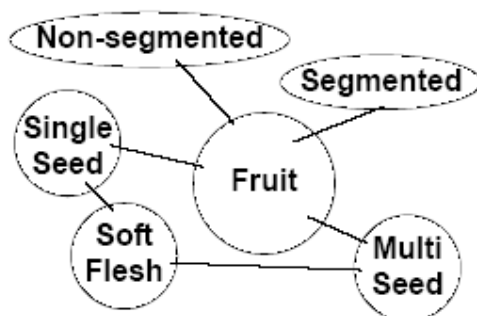 Non-segmented
Segmented
Single
Seed
Fruit
Soft
Flesh
Multi
Seed